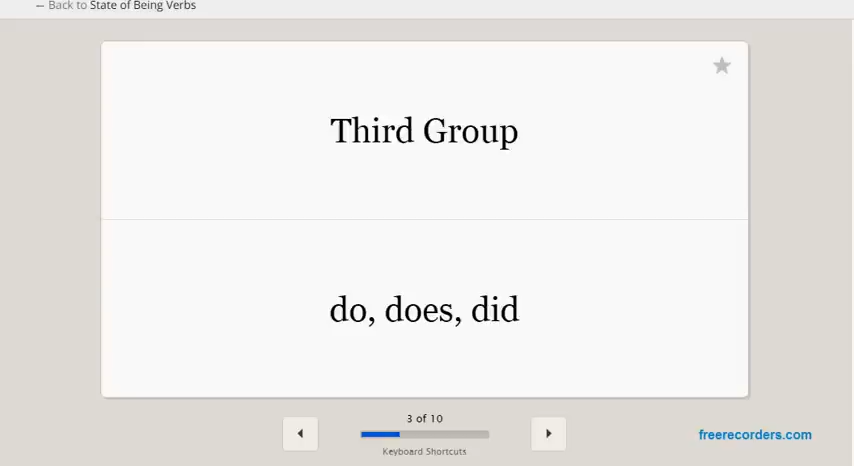 ← Back to State of Being Verbs
Third Group
do, does, did
3 of 10
Keyboard Shortcuts
freerecorders.com